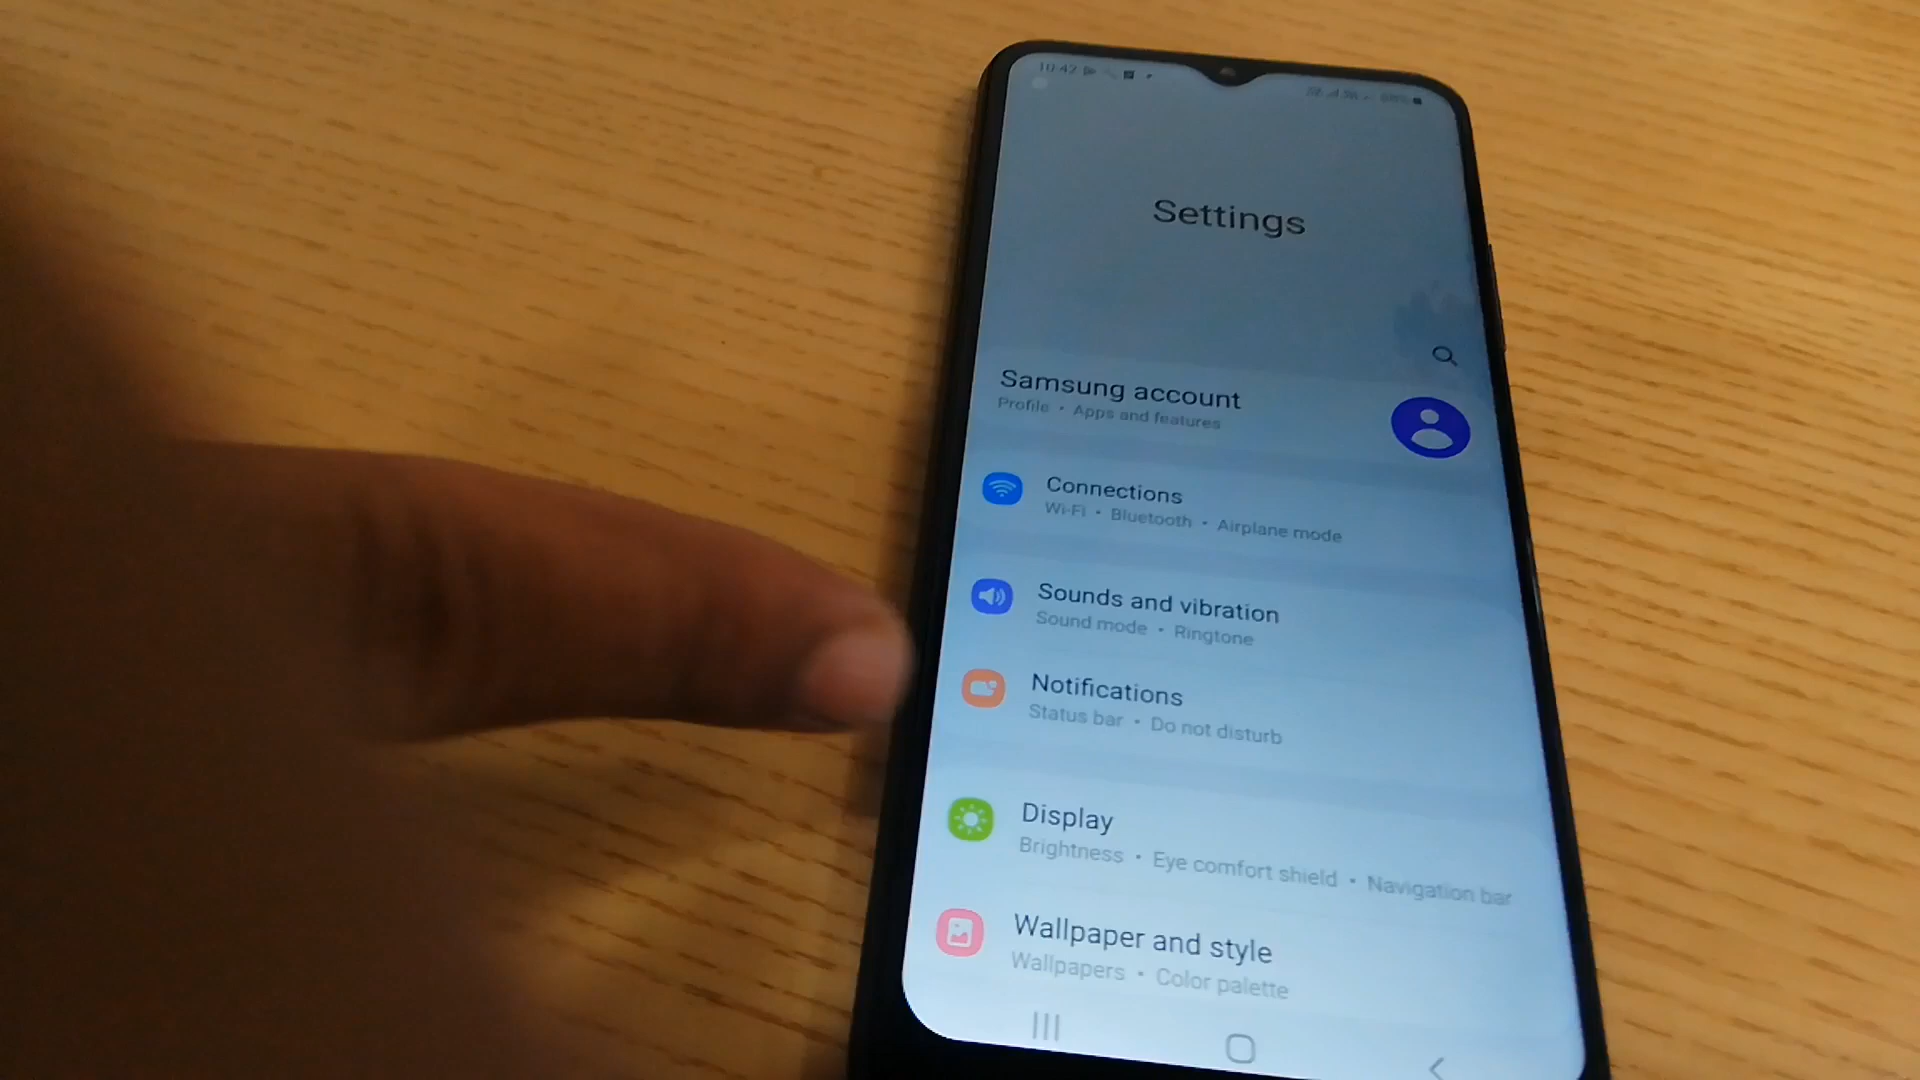 10:42
Settings
Samsung account
Profile • Apps and features
Connections
Wi-Fi • Bluetooth • Airplane mode
Sounds and vibration
Sound mode • Ringtone
Notifications
Status bar • Do not disturb
Display
Brightness • Eye comfort shield • Navigation bar
Wallpaper and style
Wallpapers • Color palette